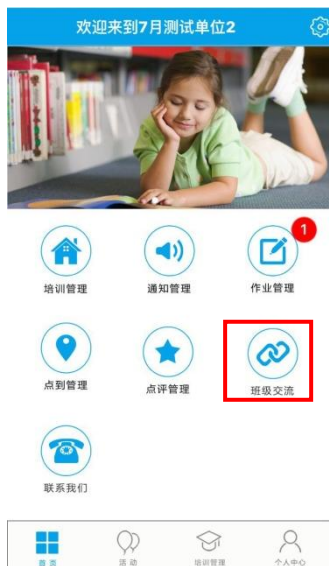 欢迎来到7月测试单位2
1
培训管理
通知管理
作业管理
点到管理
点评管理
班级交流
联系我们
首页
活动
培训管理
个人中心